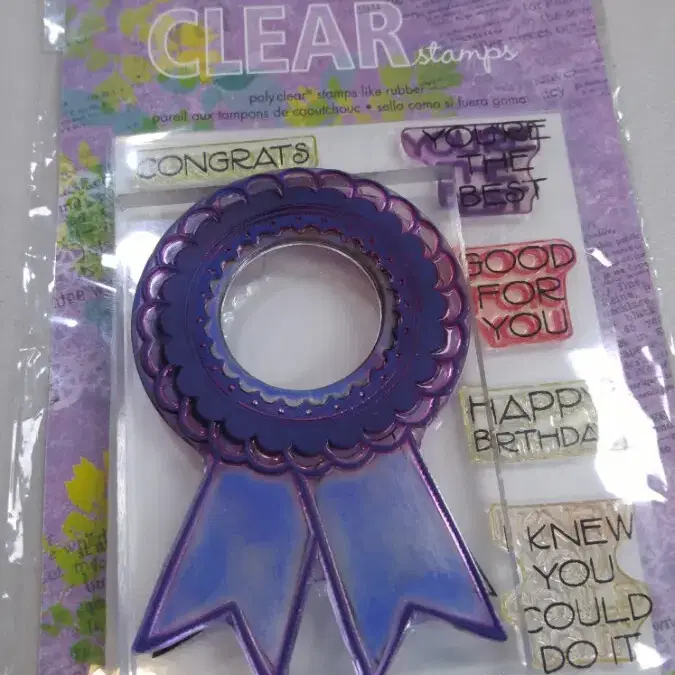 CLEAR stamps
poly clear® stamps like rubber
pareil aux tampons de caoutchouc • sello como si fuera goma
CONGRATS
YOU'RE
THE
BEST
GOOD
FOR
YOU
HAPPY
BIRTHDA
KNEW
YOU
COULD
DO IT